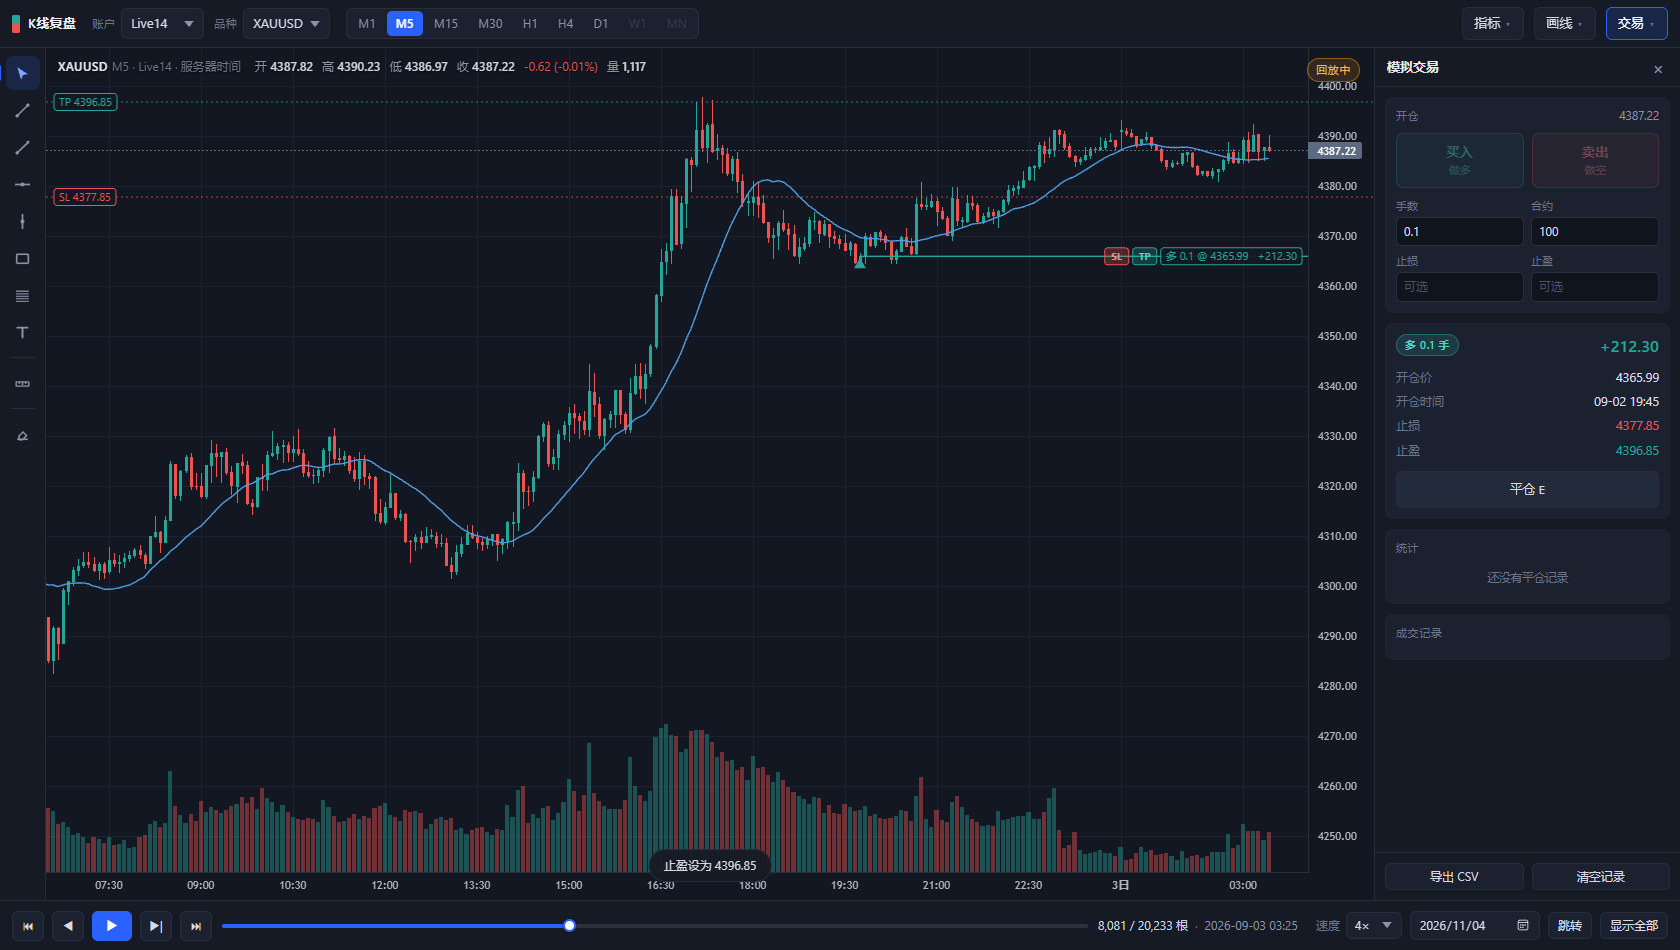 K线复盘 账户 Live14 品种 XAUUSD M1 M5 M15 M30 H1 H4 D1 W1 MN 指标 画线 交易
XAUUSD M5 · Live14 · 服务器时间 开 4387.82 高 4390.23 低 4386.97 收 4387.22 -0.62 (-0.01%) 量 1,117
回放中
TP 4396.85
SL 4377.85
SL TP 多 0.1 @ 4365.99 +212.30
4400.00
4390.00
4387.22
4380.00
4370.00
4360.00
4350.00
4340.00
4330.00
4320.00
4310.00
4300.00
4290.00
4280.00
4270.00
4260.00
4250.00
止盈设为 4396.85
07:30 09:00 10:30 12:00 13:30 15:00 16:30 18:00 19:30 21:00 22:30 3日 03:00
模拟交易 ×
开仓 4387.22
买入 卖出
做多 做空
手数 合约
0.1 100
止损 止盈
可选 可选
多 0.1 手 +212.30
开仓价 4365.99
开仓时间 09-02 19:45
止损 4377.85
止盈 4396.85
平仓 E
统计
还没有平仓记录
成交记录
导出 CSV 清空记录
8,081 / 20,233 根 · 2026-09-03 03:25 速度 4× 2026/11/04 跳转 显示全部